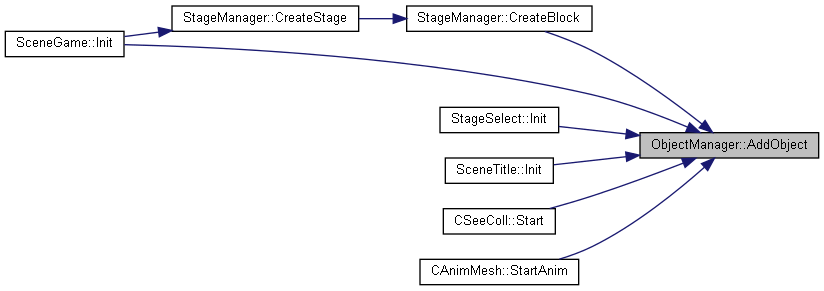 StageManager::CreateStage
StageManager::CreateBlock
SceneGame::Init
StageSelect::Init
ObjectManager::AddObject
SceneTitle::Init
CSeeColl::Start
CAnimMesh::StartAnim